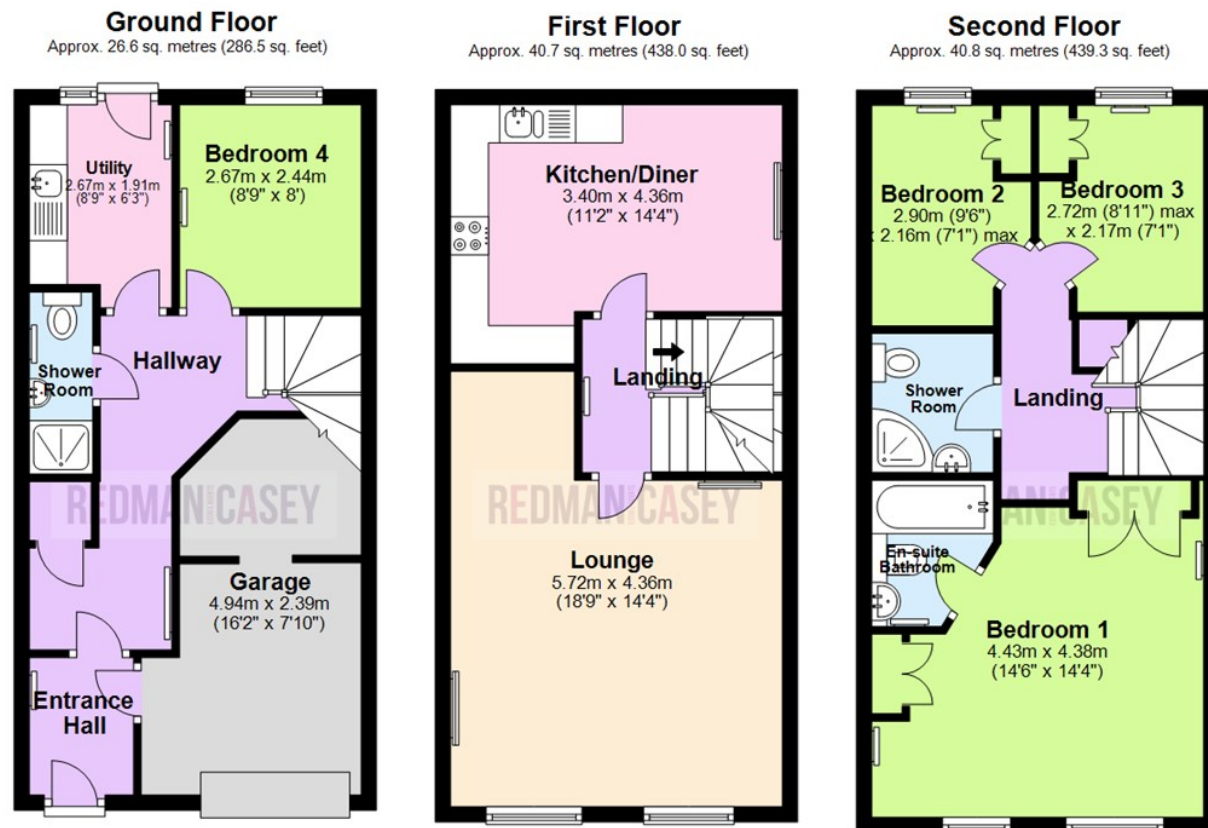 Ground Floor
Approx. 26.6 sq. metres (286.5 sq. feet)
Utility
2.67m x 1.91m
(8'9" x 6'3")
Bedroom 4
2.67m x 2.44m
(8'9" x 8')
Shower
Room
Hallway
REDMAN CASEY
Garage
4.94m x 2.39m
(16'2" x 7'10")
Entrance
Hall
First Floor
Approx. 40.7 sq. metres (438.0 sq. feet)
Kitchen/Diner
3.40m x 4.36m
(11'2" x 14'4")
Landing
REDMAN CASEY
Lounge
5.72m x 4.36m
(18'9" x 14'4")
Second Floor
Approx. 40.8 sq. metres (439.3 sq. feet)
Bedroom 2
2.90m (9'6")
x 2.16m (7'1") max
Bedroom 3
2.72m (8'11") max
x 2.17m (7'1")
Shower
Room
Landing
MAN CASEY
En-suite
Bathroom
Bedroom 1
4.43m x 4.38m
(14'6" x 14'4")